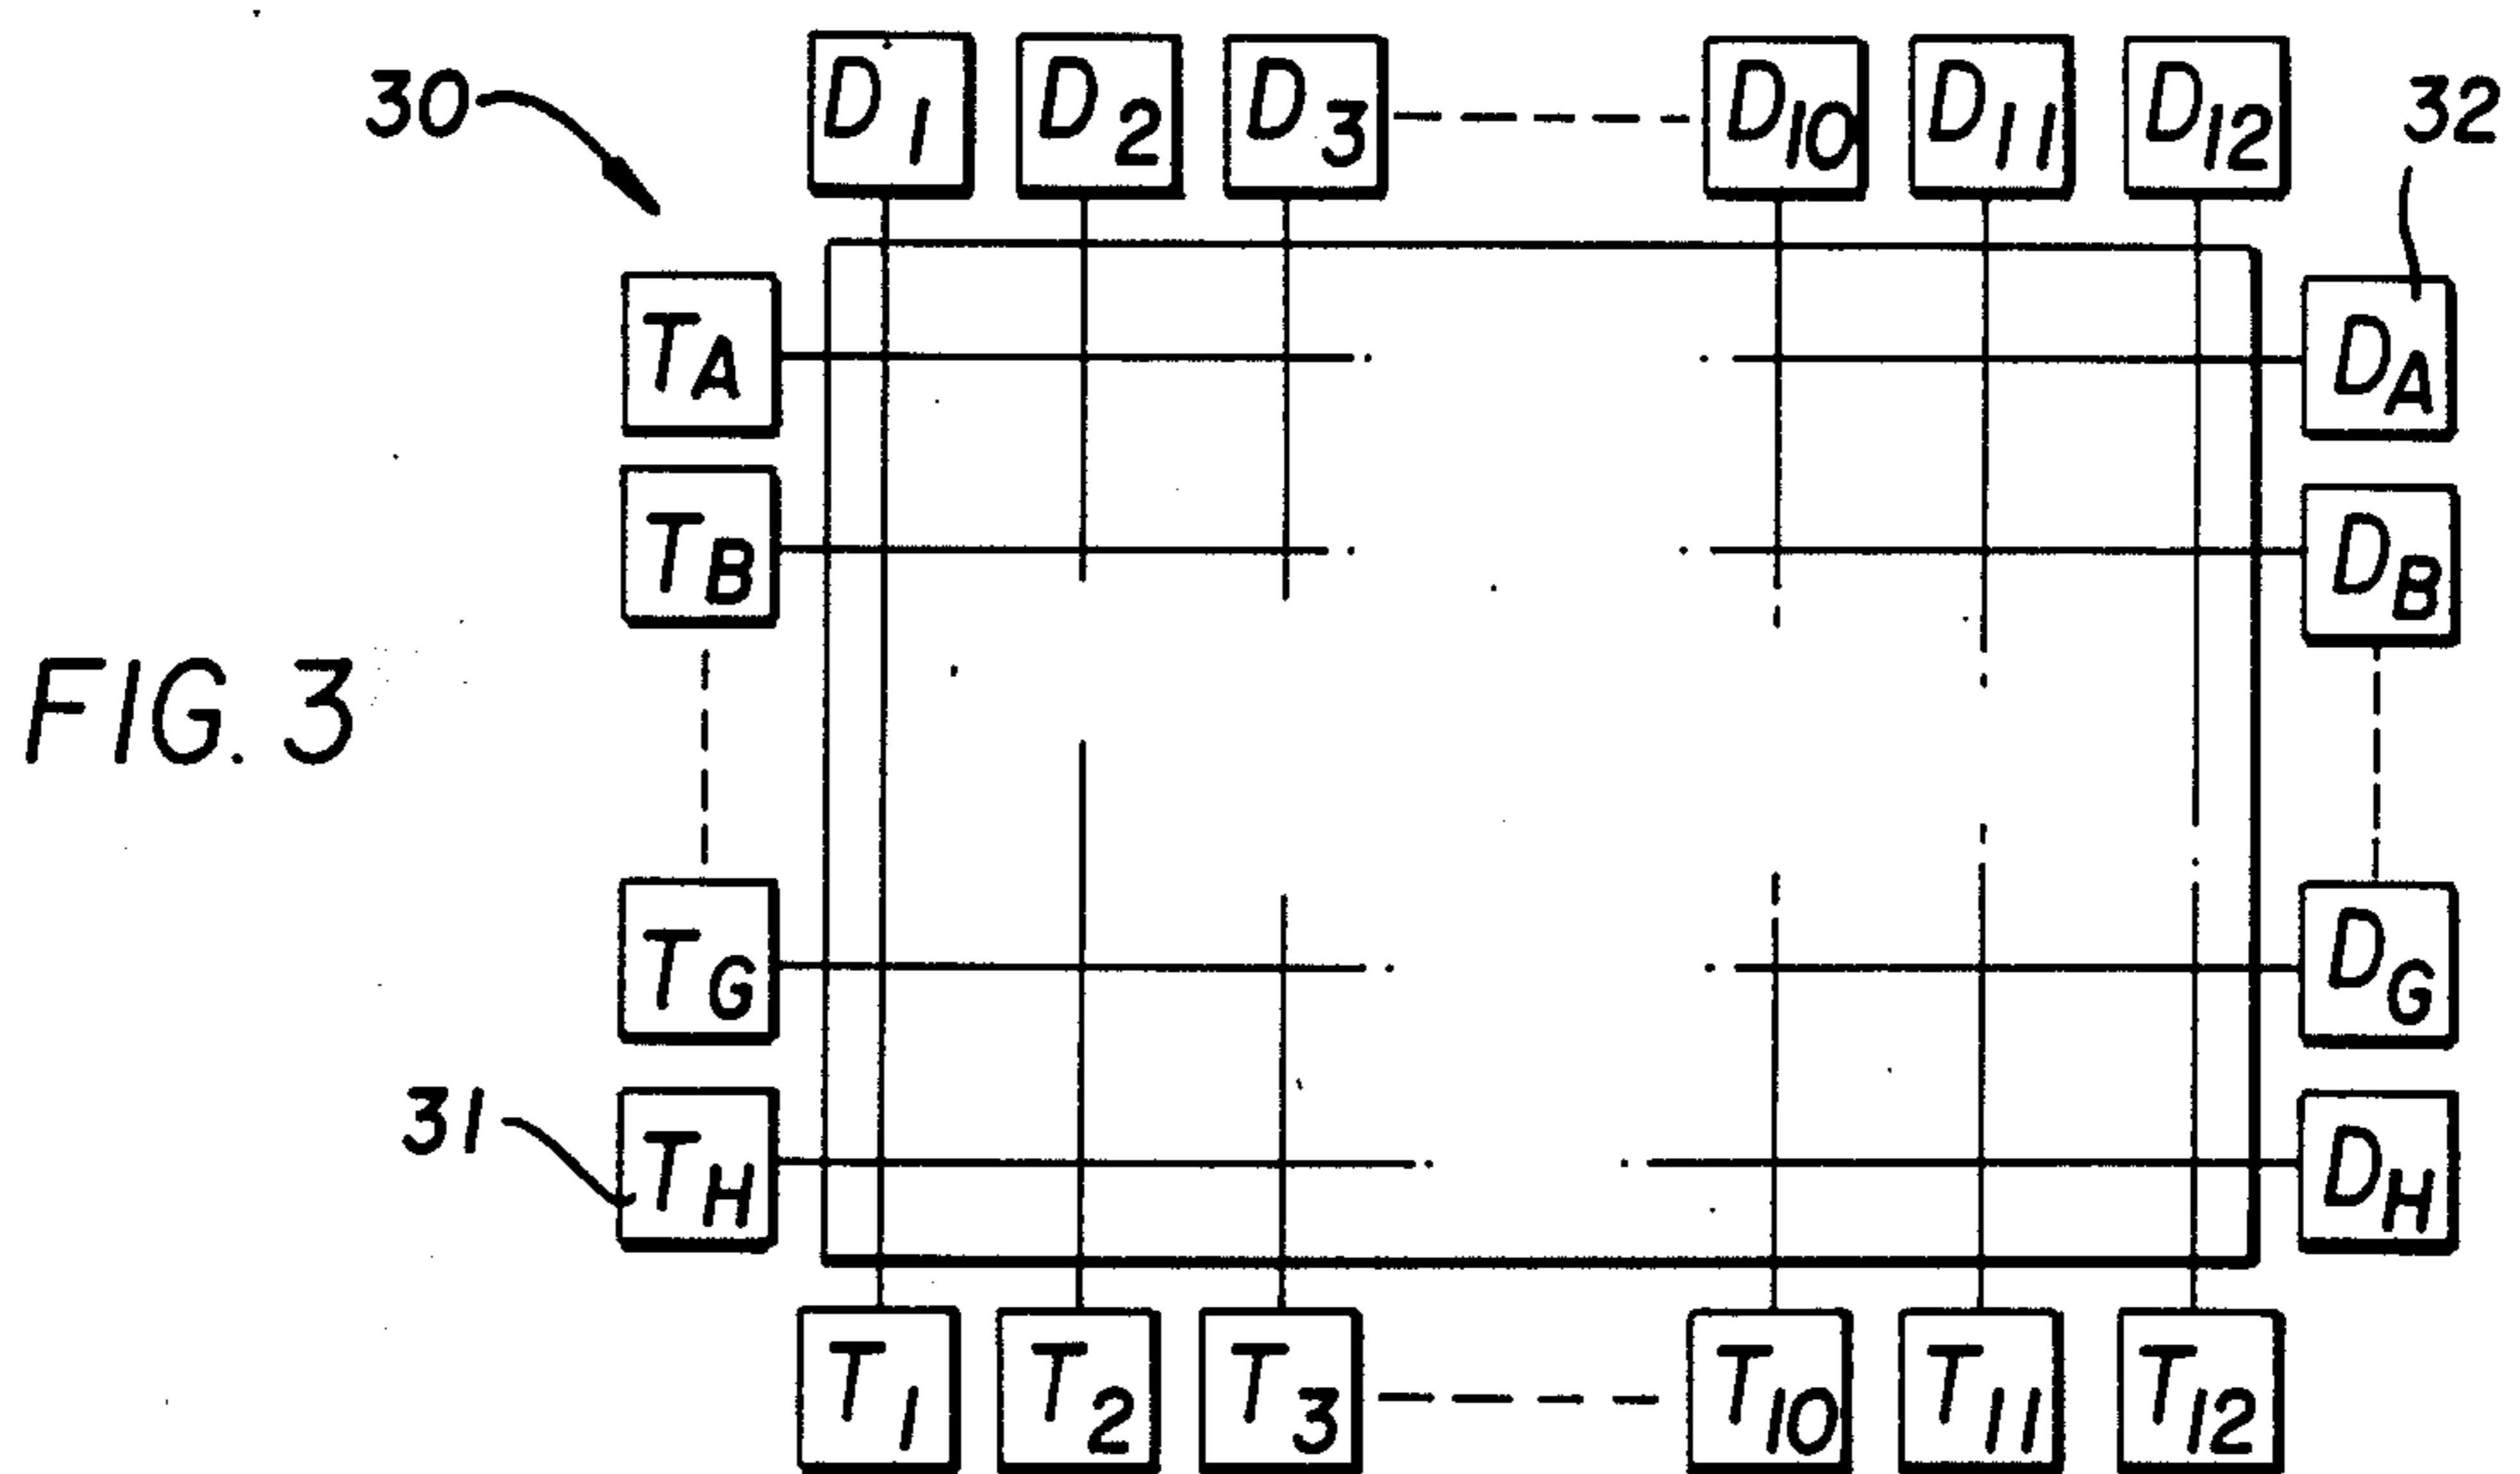 30
D1 D2 D3 D10 D11 D12
32
TA DA
TB DB
FIG. 3
TG DG
31
TH DH
T1 T2 T3 T10 T11 T12